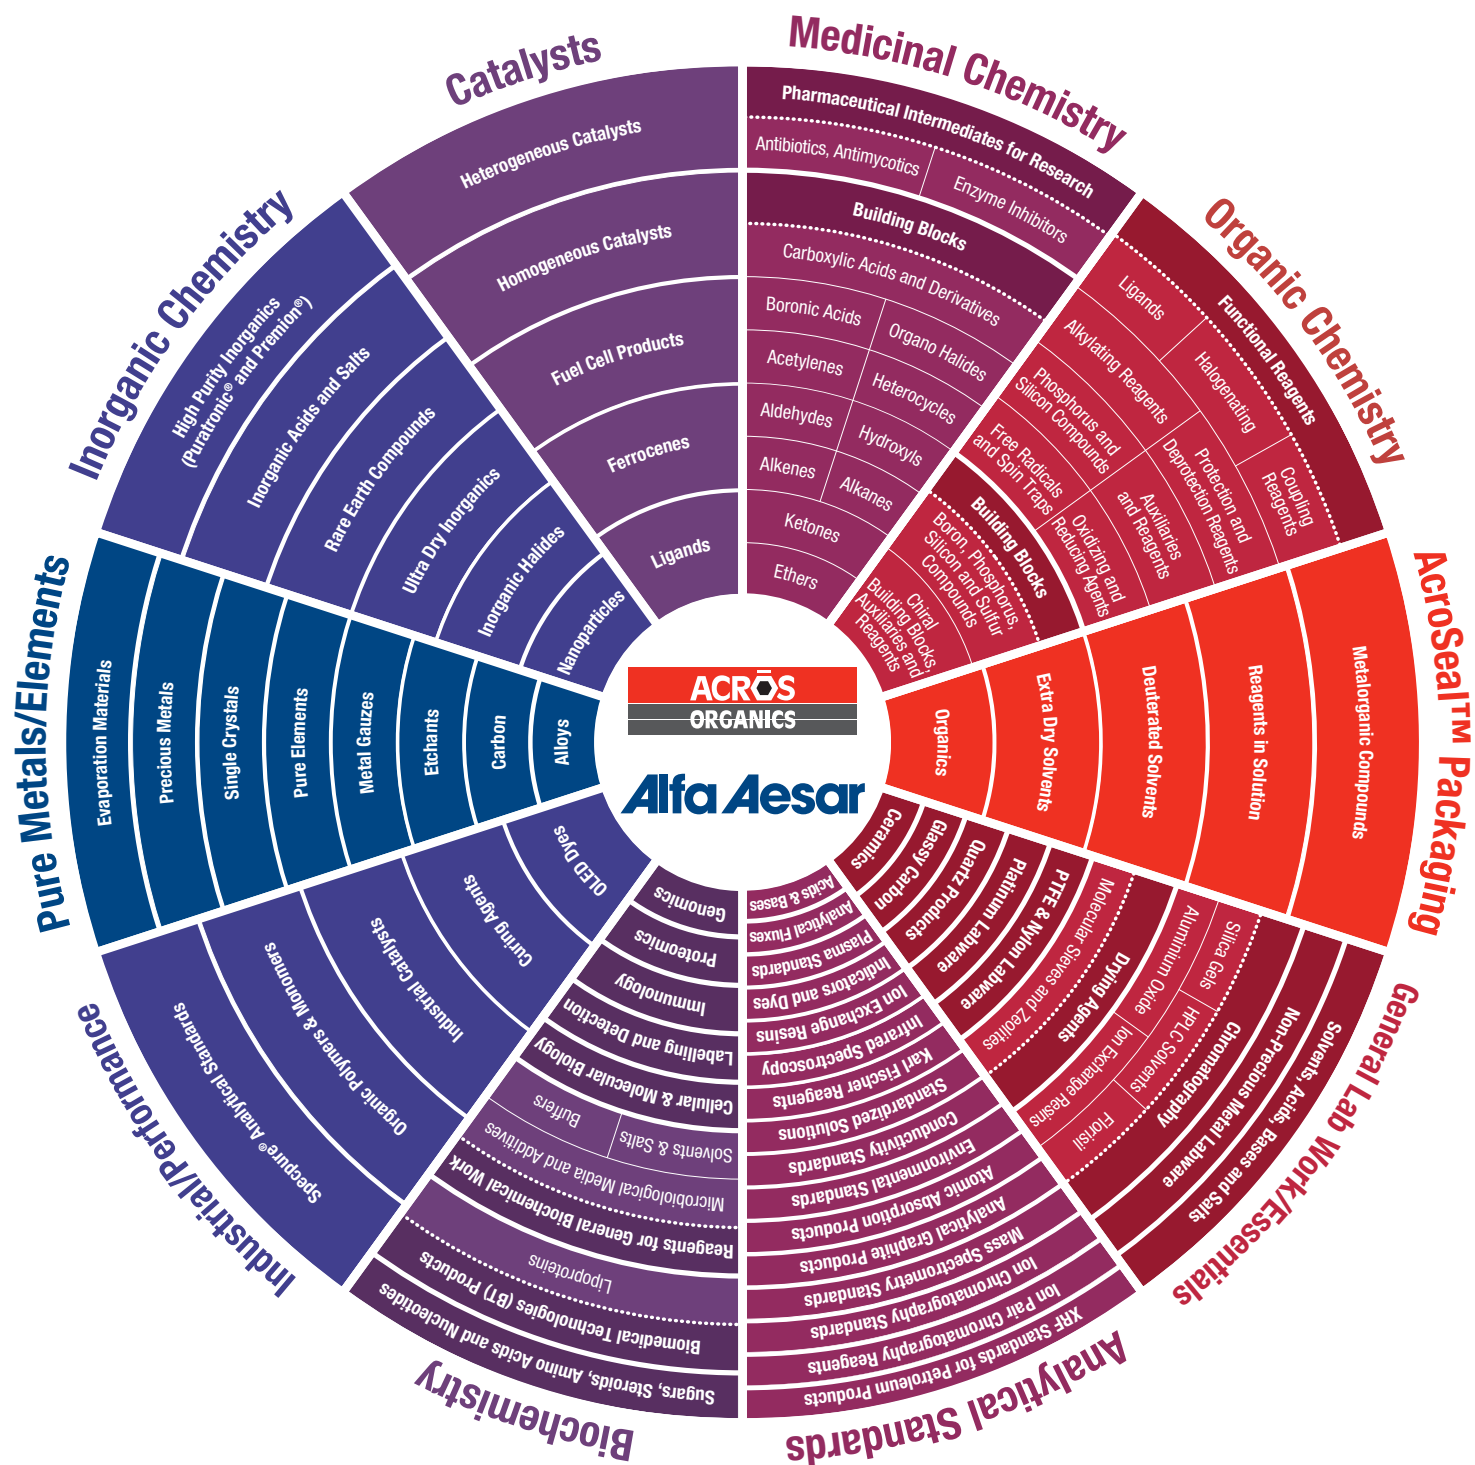 Medicinal Chemistry
Pharmaceutical Intermediates for Research
Antibiotics, Antimycotics
Enzyme Inhibitors
Building Blocks
Carboxylic Acids and Derivatives
Boronic Acids
Organo Halides
Acetylenes
Heterocycles
Aldehydes
Hydroxyls
Alkenes
Alkanes
Ketones
Ethers
Organic Chemistry
Functional Reagents
Ligands
Halogenating
Coupling
Reagents
Alkylating Reagents
Protection and
Deprotection Reagents
Phosphorus and
Silicon Compounds
Auxiliaries
and Reagents
Free Radicals
and Spin Traps
Oxidizing and
Reducing Agents
Building Blocks
Boron, Phosphorus,
Silicon and Sulfur
Compounds
Chiral
Building Blocks,
Auxiliaries and
Reagents
AcroSeal™ Packaging
Metalorganic Compounds
Reagents in Solution
Deuterated Solvents
Extra Dry Solvents
Organics
General Lab Work/Essentials
Solvents, Acids, Bases and Salts
Non-Precious Metal Labware
Chromatography
Silica Gels
HPLC Solvents
Florisil
Aluminium Oxide
Ion Exchange Resins
Drying Agents
Molecular Sieves and Zeolites
PTFE & Nylon Labware
Platinum Labware
Quartz Products
Glassy Carbon
Ceramics
Analytical Standards
Acids & Bases
Analytical Fluxes
Plasma Standards
Indicators and Dyes
Ion Exchange Resins
Infrared Spectroscopy
Karl Fischer Reagents
Standardized Solutions
Conductivity Standards
Environmental Standards
Atomic Absorption Products
Analytical Graphite Products
Mass Spectrometry Standards
Ion Chromatography Standards
Ion Pair Chromatography Reagents
XRF Standards for Petroleum Products
Biochemistry
Genomics
Proteomics
Immunology
Labelling and Detection
Cellular & Molecular Biology
Buffers
Solvents & Salts
Microbiological Media and Additives
Reagents for General Biochemical Work
Lipoproteins
Biomedical Technologies (BT) Products
Sugars, Steroids, Amino Acids and Nucleotides
Industrial/Performance
OLED Dyes
Curing Agents
Industrial Catalysts
Organic Polymers & Monomers
Specpure® Analytical Standards
Pure Metals/Elements
Evaporation Materials
Precious Metals
Single Crystals
Pure Elements
Metal Gauzes
Etchants
Carbon
Alloys
Inorganic Chemistry
High Purity Inorganics
(Puratronic® and Premion®)
Inorganic Acids and Salts
Rare Earth Compounds
Ultra Dry Inorganics
Inorganic Halides
Nanoparticles
Catalysts
Heterogeneous Catalysts
Homogeneous Catalysts
Fuel Cell Products
Ferrocenes
Ligands
ACRŌS
ORGANICS
Alfa Aesar